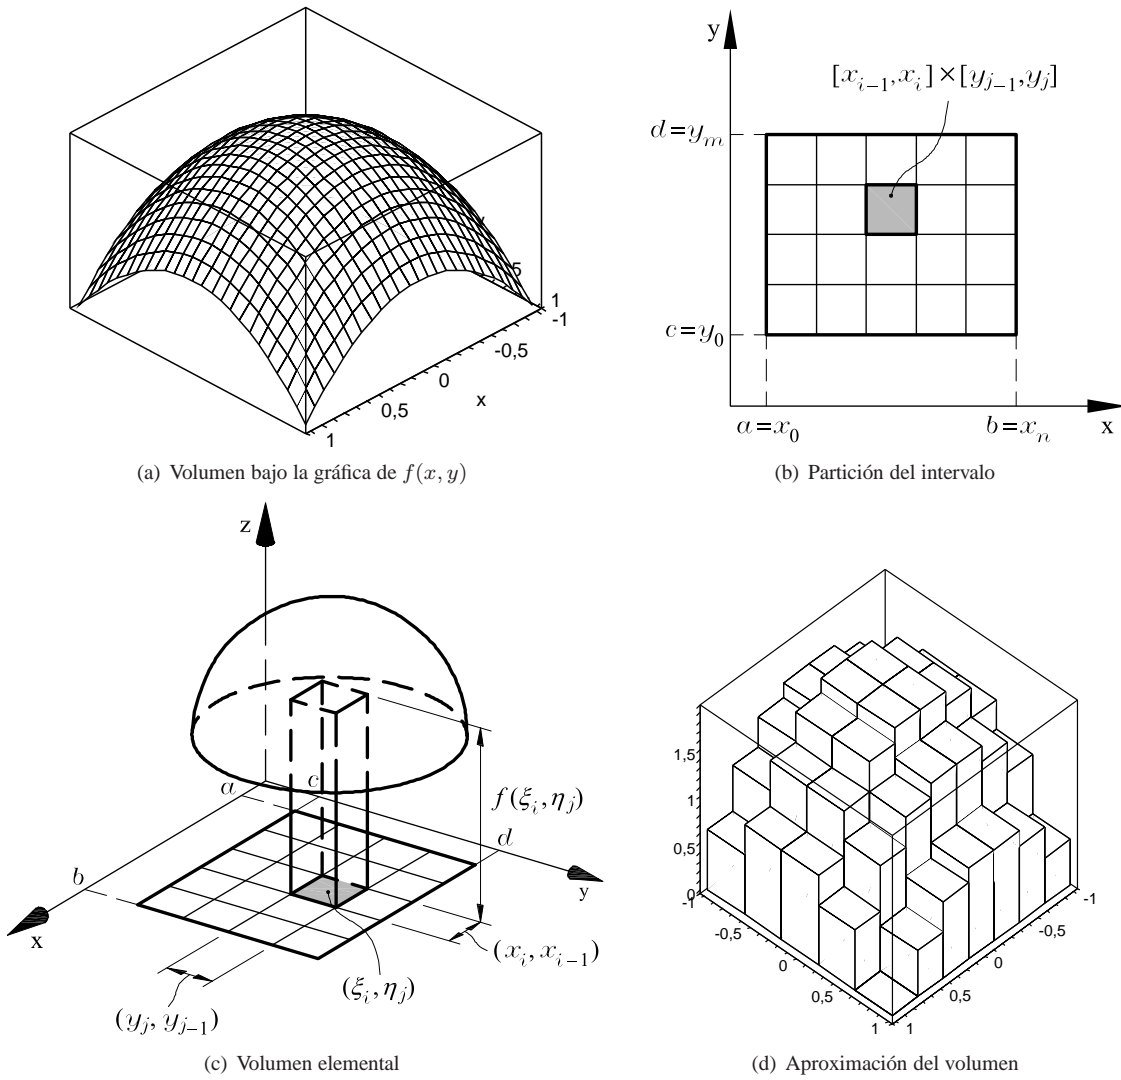 5
1
-1
-0,5
0
0,5
x
1
(a) Volumen bajo la gráfica de f(x, y)
y
[x_{i-1}, x_i]×[y_{j-1}, y_j]
d=y_m
c=y_0
a=x_0
b=x_n
x
(b) Partición del intervalo
z
a
c
f(ξ_i, η_j)
d
b
y
x
(x_i, x_{i-1})
(ξ_i, η_j)
(y_j, y_{j-1})
(c) Volumen elemental
1,5
1
0,5
0
-1
-1
-0,5
-0,5
0
0
0,5
0,5
1
1
(d) Aproximación del volumen